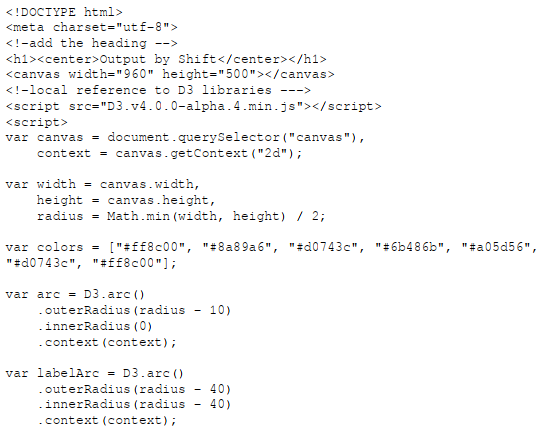 <!DOCTYPE html>
<meta charset="utf-8">
<!-add the heading -->
<h1><center>Output by Shift</center></h1>
<canvas width="960" height="500"></canvas>
<!-local reference to D3 libraries --->
<script src="D3.v4.0.0-alpha.4.min.js"></script>
<script>
var canvas = document.querySelector("canvas"),
    context = canvas.getContext("2d");

var width = canvas.width,
    height = canvas.height,
    radius = Math.min(width, height) / 2;

var colors = ["#ff8c00", "#8a89a6", "#d0743c", "#6b486b", "#a05d56",
"#d0743c", "#ff8c00"];

var arc = D3.arc()
    .outerRadius(radius - 10)
    .innerRadius(0)
    .context(context);

var labelArc = D3.arc()
    .outerRadius(radius - 40)
    .innerRadius(radius - 40)
    .context(context);